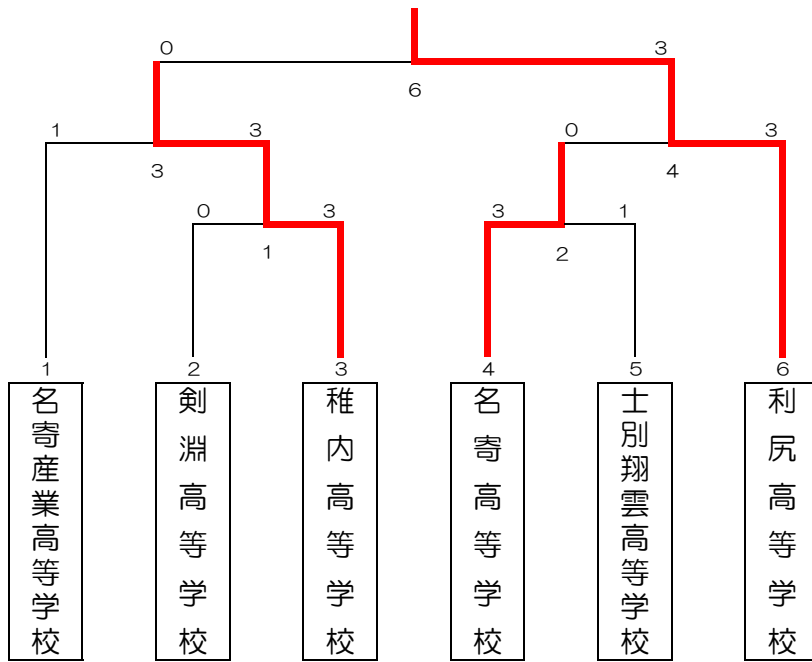 0 3
6
1 3 0 3
3 4
0 3 3 1
1 2
1 2 3 4 5 6
名寄産業高等学校
剣淵高等学校
稚内高等学校
名寄高等学校
士別翔雲高等学校
利尻高等学校